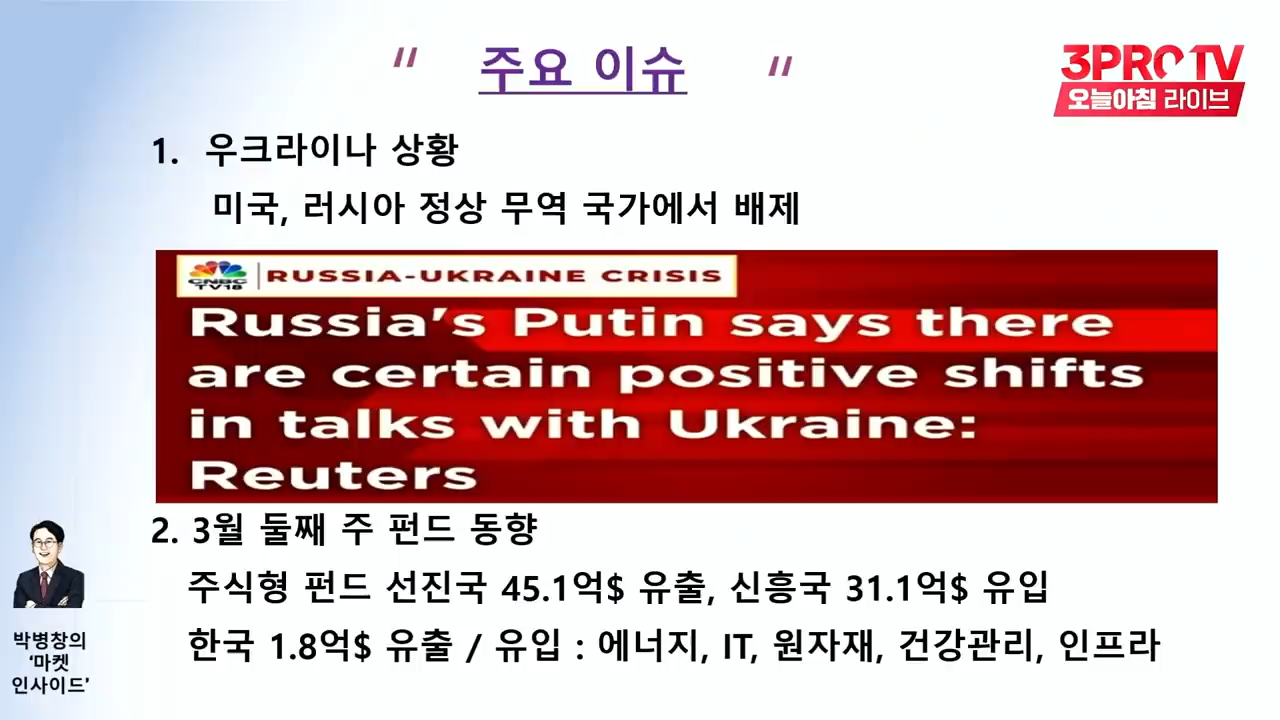 " 주요 이슈 "
3PRO TV
오늘아침 라이브
1. 우크라이나 상황
미국, 러시아 정상 무역 국가에서 배제
CNBC TV18 RUSSIA-UKRAINE CRISIS
Russia's Putin says there
are certain positive shifts
in talks with Ukraine:
Reuters
2. 3월 둘째 주 펀드 동향
주식형 펀드 선진국 45.1억$ 유출, 신흥국 31.1억$ 유입
한국 1.8억$ 유출 / 유입 : 에너지, IT, 원자재, 건강관리, 인프라
박병창의
‘마켓
인사이드’